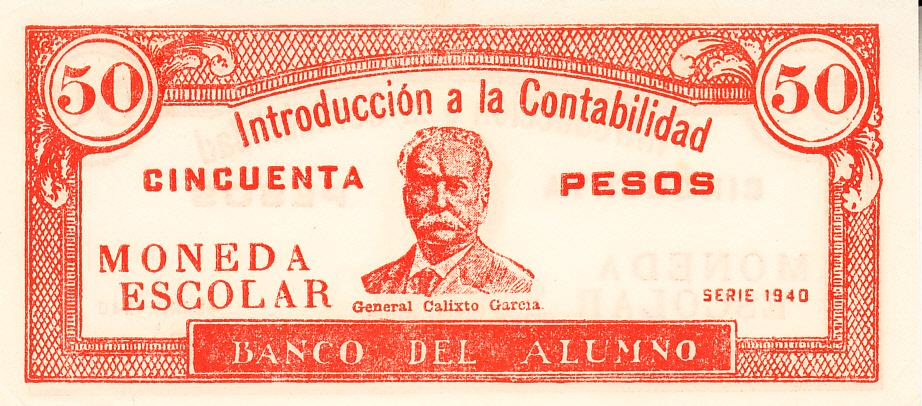 50 50
Introducción a la Contabilidad
CINCUENTA PESOS
MONEDA
ESCOLAR
General Calixto Garcia.
SERIE 1940
BANCO DEL ALUMNO